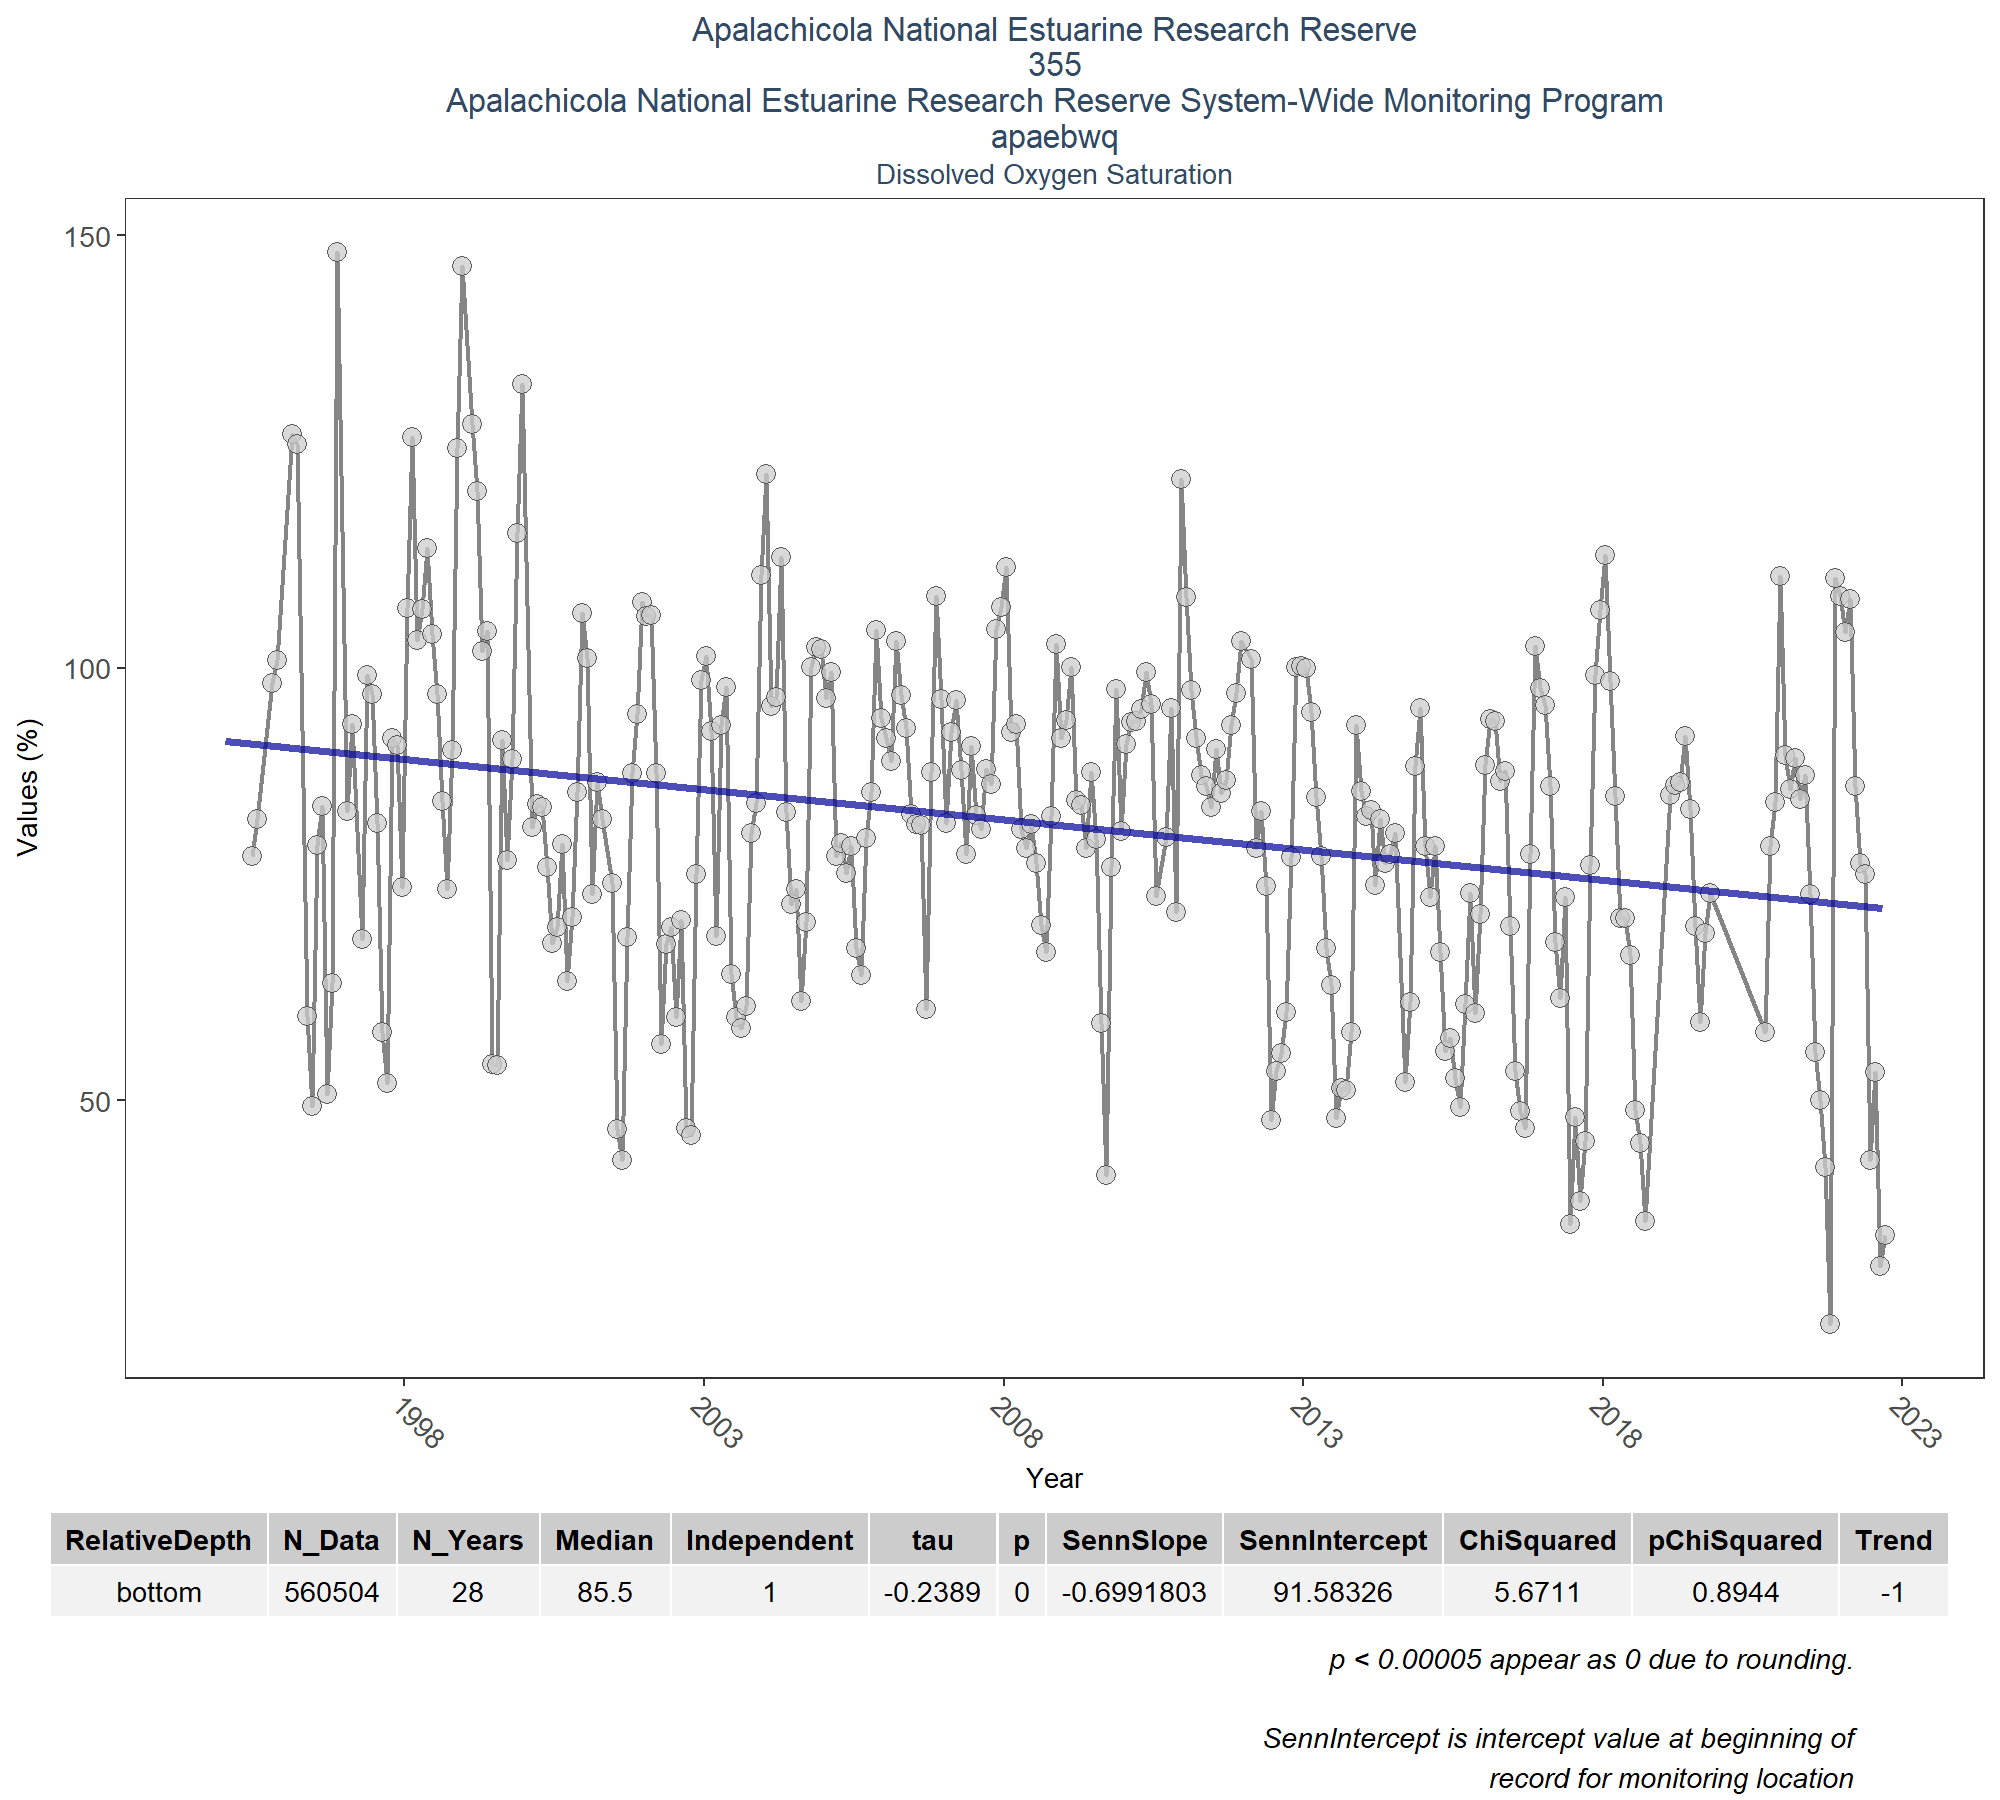 Apalachicola National Estuarine Research Reserve
355
Apalachicola National Estuarine Research Reserve System-Wide Monitoring Program
apaebwq
Dissolved Oxygen Saturation
150
100
50
Values (%)
1998 2003 2008 2013 2018 2023
Year
RelativeDepth N_Data N_Years Median Independent tau p SennSlope SennIntercept ChiSquared pChiSquared Trend
bottom 560504 28 85.5 1 -0.2389 0 -0.6991803 91.58326 5.6711 0.8944 -1
p < 0.00005 appear as 0 due to rounding.
SennIntercept is intercept value at beginning of
record for monitoring location